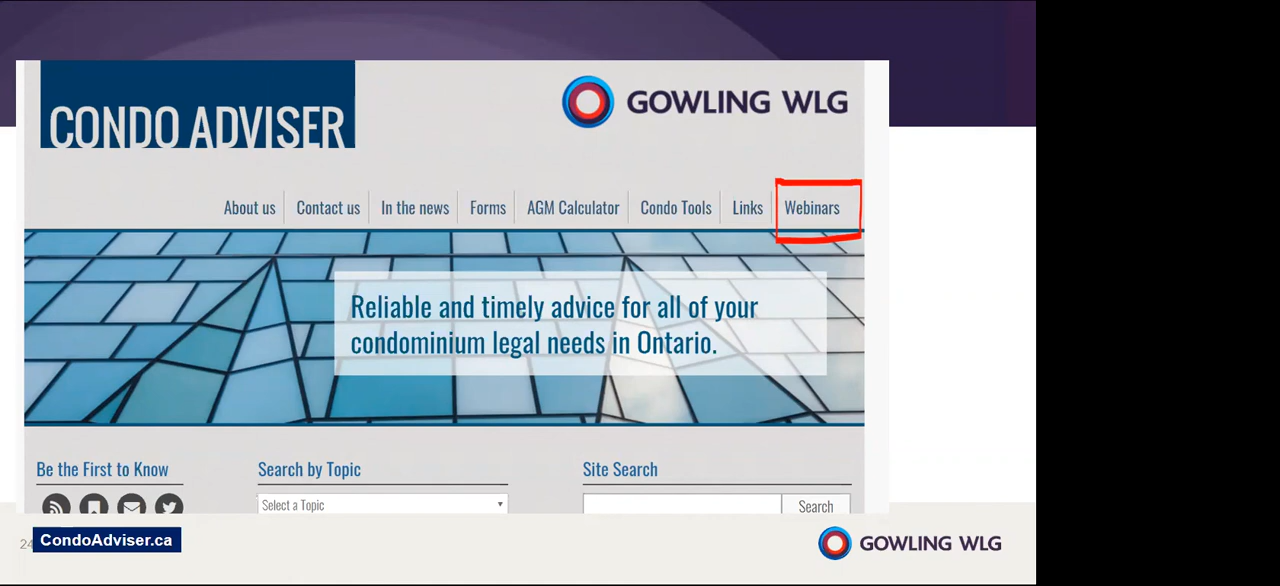 CONDO ADVISER
GOWLING WLG
About us
Contact us
In the news
Forms
AGM Calculator
Condo Tools
Links
Webinars
Reliable and timely advice for all of your
condominium legal needs in Ontario.
Be the First to Know
Search by Topic
Site Search
Select a Topic
Search
24
CondoAdviser.ca
GOWLING WLG